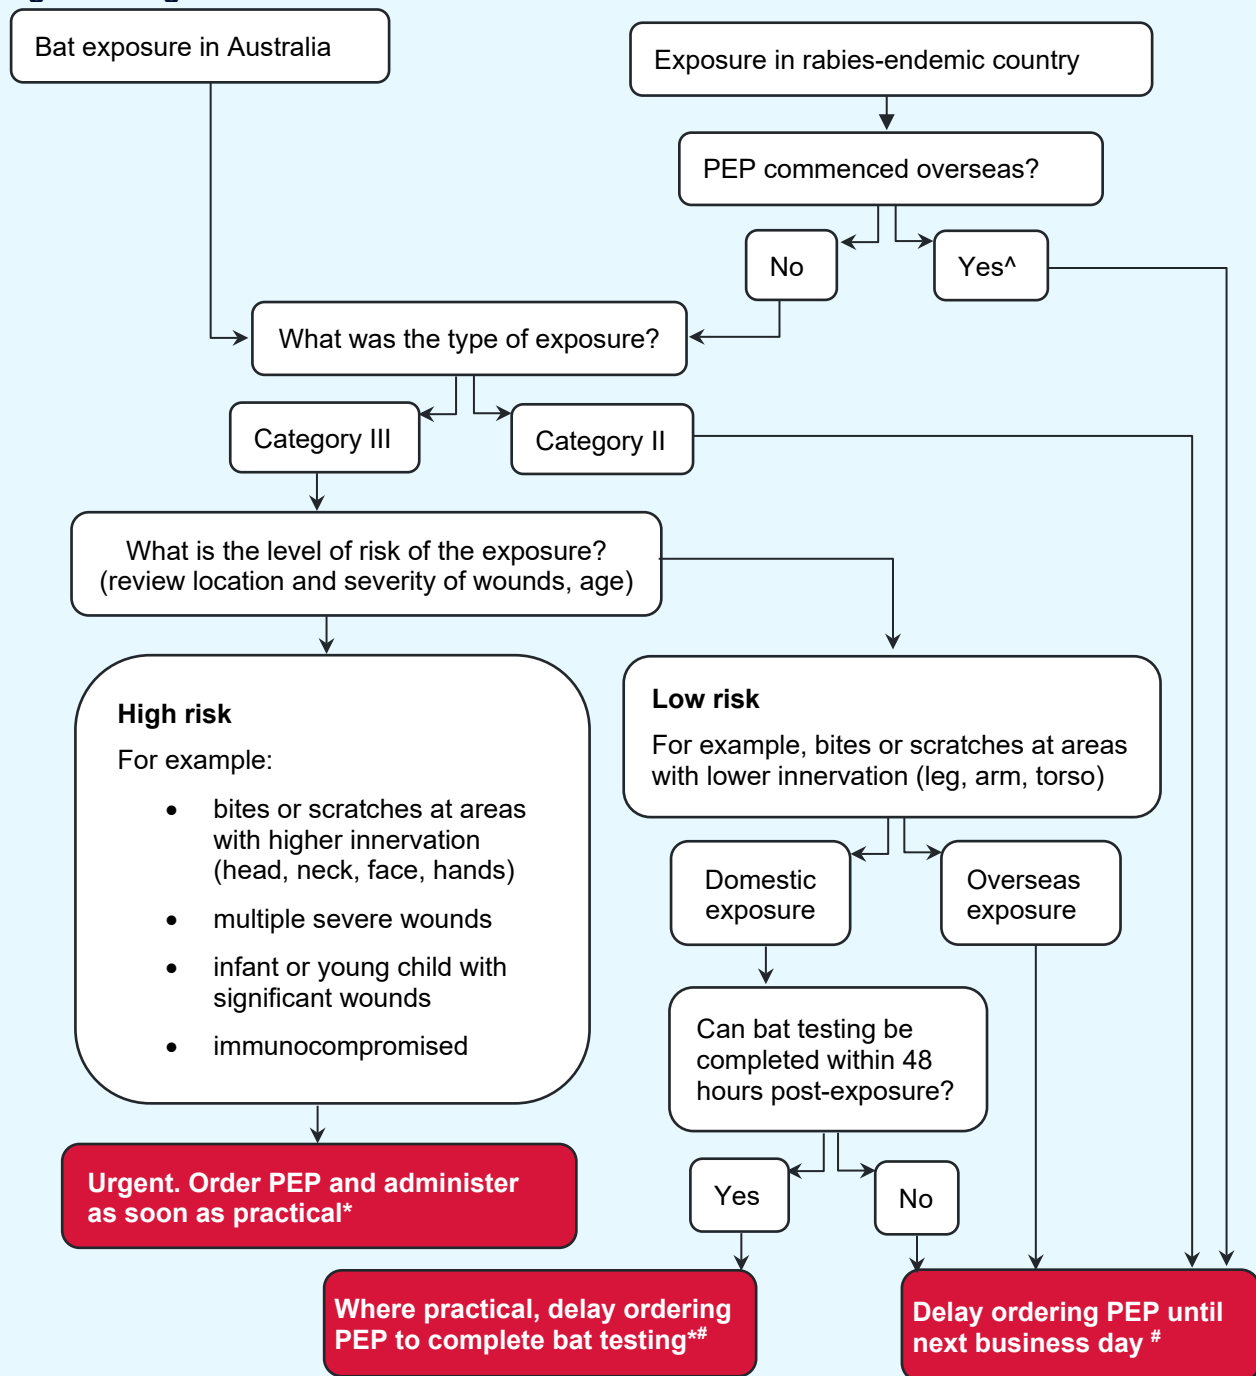 Bat exposure in Australia
Exposure in rabies-endemic country
PEP commenced overseas?
No
Yes^
What was the type of exposure?
Category III
Category II
What is the level of risk of the exposure?
(review location and severity of wounds, age)
High risk
For example:
• bites or scratches at areas
with higher innervation
(head, neck, face, hands)
• multiple severe wounds
• infant or young child with
significant wounds
• immunocompromised
Low risk
For example, bites or scratches at areas
with lower innervation (leg, arm, torso)
Domestic
exposure
Overseas
exposure
Can bat testing be
completed within 48
hours post-exposure?
Yes
No
Urgent. Order PEP and administer
as soon as practical*
Where practical, delay ordering
PEP to complete bat testing*#
Delay ordering PEP until
next business day #